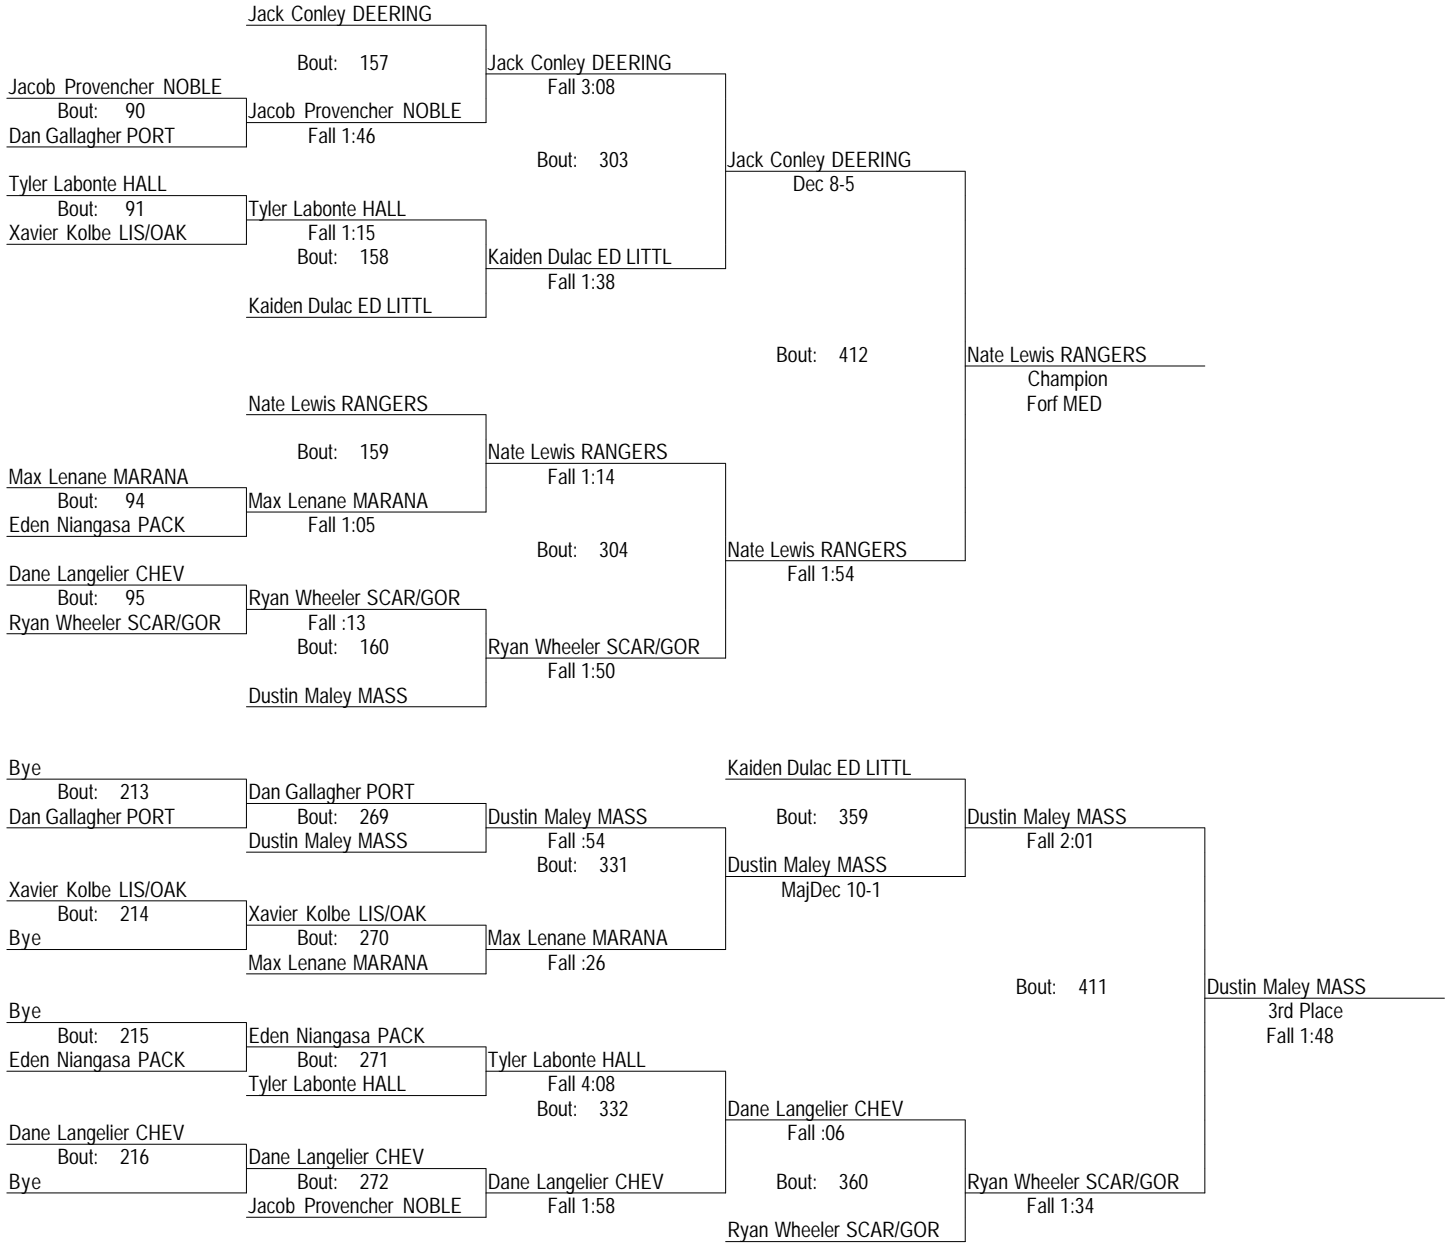 Jack Conley DEERING
Bout: 157
Jack Conley DEERING
Jacob Provencher NOBLE
Fall 3:08
Bout: 90
Jacob Provencher NOBLE
Dan Gallagher PORT
Fall 1:46
Bout: 303
Jack Conley DEERING
Tyler Labonte HALL
Dec 8-5
Bout: 91
Tyler Labonte HALL
Xavier Kolbe LIS/OAK
Fall 1:15
Bout: 158
Kaiden Dulac ED LITTL
Fall 1:38
Kaiden Dulac ED LITTL
Bout: 412
Nate Lewis RANGERS
Champion
Forf MED
Nate Lewis RANGERS
Bout: 159
Nate Lewis RANGERS
Max Lenane MARANA
Fall 1:14
Bout: 94
Max Lenane MARANA
Eden Niangasa PACK
Fall 1:05
Bout: 304
Nate Lewis RANGERS
Dane Langelier CHEV
Fall 1:54
Bout: 95
Ryan Wheeler SCAR/GOR
Ryan Wheeler SCAR/GOR
Fall :13
Bout: 160
Ryan Wheeler SCAR/GOR
Fall 1:50
Dustin Maley MASS
Bye
Kaiden Dulac ED LITTL
Bout: 213
Dan Gallagher PORT
Dan Gallagher PORT
Bout: 269
Dustin Maley MASS
Bout: 359
Dustin Maley MASS
Dustin Maley MASS
Fall :54
Fall 2:01
Bout: 331
Dustin Maley MASS
Xavier Kolbe LIS/OAK
MajDec 10-1
Bout: 214
Xavier Kolbe LIS/OAK
Bye
Bout: 270
Max Lenane MARANA
Max Lenane MARANA
Fall :26
Bout: 411
Dustin Maley MASS
3rd Place
Fall 1:48
Bye
Bout: 215
Eden Niangasa PACK
Eden Niangasa PACK
Bout: 271
Tyler Labonte HALL
Tyler Labonte HALL
Fall 4:08
Bout: 332
Dane Langelier CHEV
Dane Langelier CHEV
Fall :06
Bout: 216
Dane Langelier CHEV
Bye
Bout: 272
Dane Langelier CHEV
Bout: 360
Ryan Wheeler SCAR/GOR
Jacob Provencher NOBLE
Fall 1:58
Fall 1:34
Ryan Wheeler SCAR/GOR